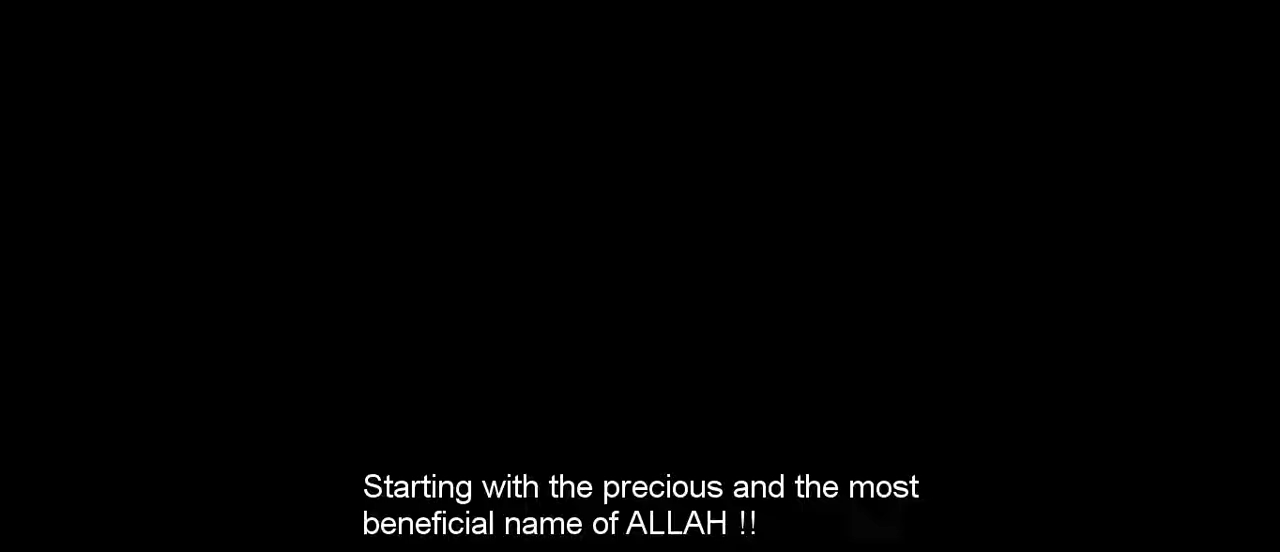 Starting with the precious and the most
beneficial name of ALLAH !!